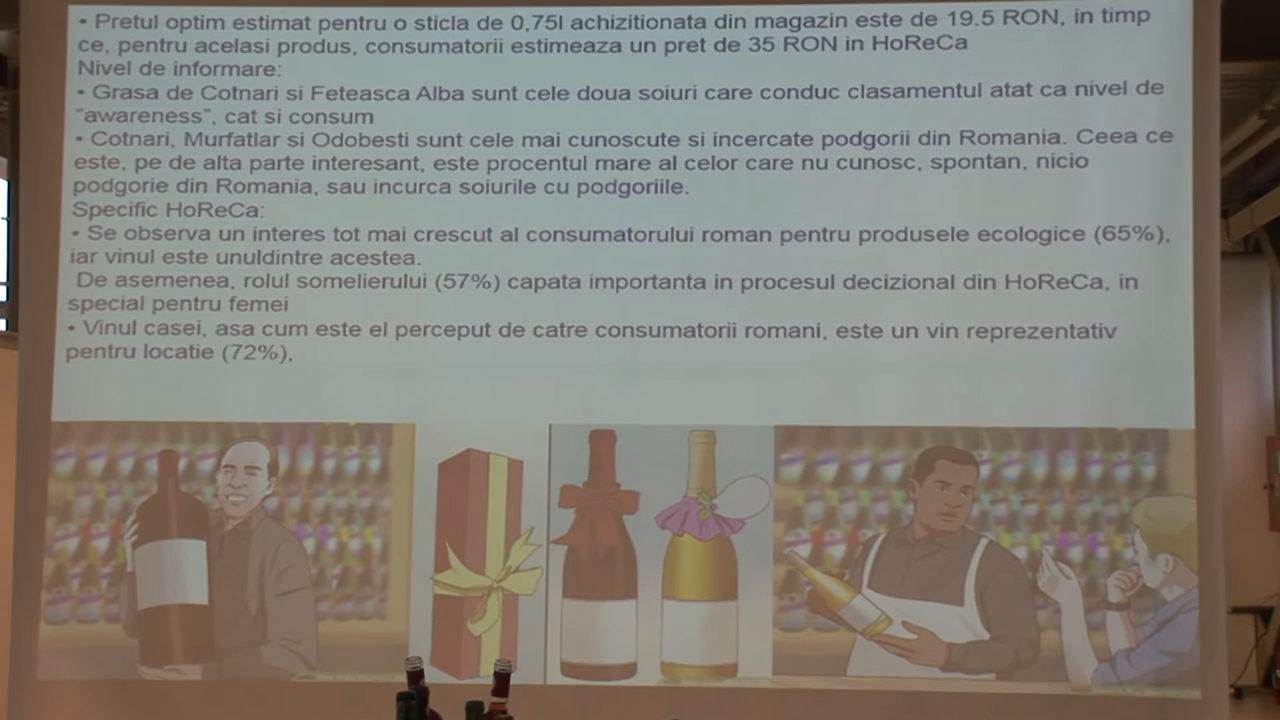 • Pretul optim estimat pentru o sticla de 0,75l achizitionata din magazin este de 19.5 RON, in timp
ce, pentru acelasi produs, consumatorii estimeaza un pret de 35 RON in HoReCa
Nivel de informare:
• Grasa de Cotnari si Feteasca Alba sunt cele doua soiuri care conduc clasamentul atat ca nivel de
"awareness", cat si consum
• Cotnari, Murfatlar si Odobesti sunt cele mai cunoscute si incercate podgorii din Romania. Ceea ce
este, pe de alta parte interesant, este procentul mare al celor care nu cunosc, spontan, nicio
podgorie din Romania, sau incurca soiurile cu podgoriile.
Specific HoReCa:
• Se observa un interes tot mai crescut al consumatorului roman pentru produsele ecologice (65%),
iar vinul este unuldintre acestea.
De asemenea, rolul somelierului (57%) capata importanta in procesul decizional din HoReCa, in
special pentru femei
• Vinul casei, asa cum este el perceput de catre consumatorii romani, este un vin reprezentativ
pentru locatie (72%),